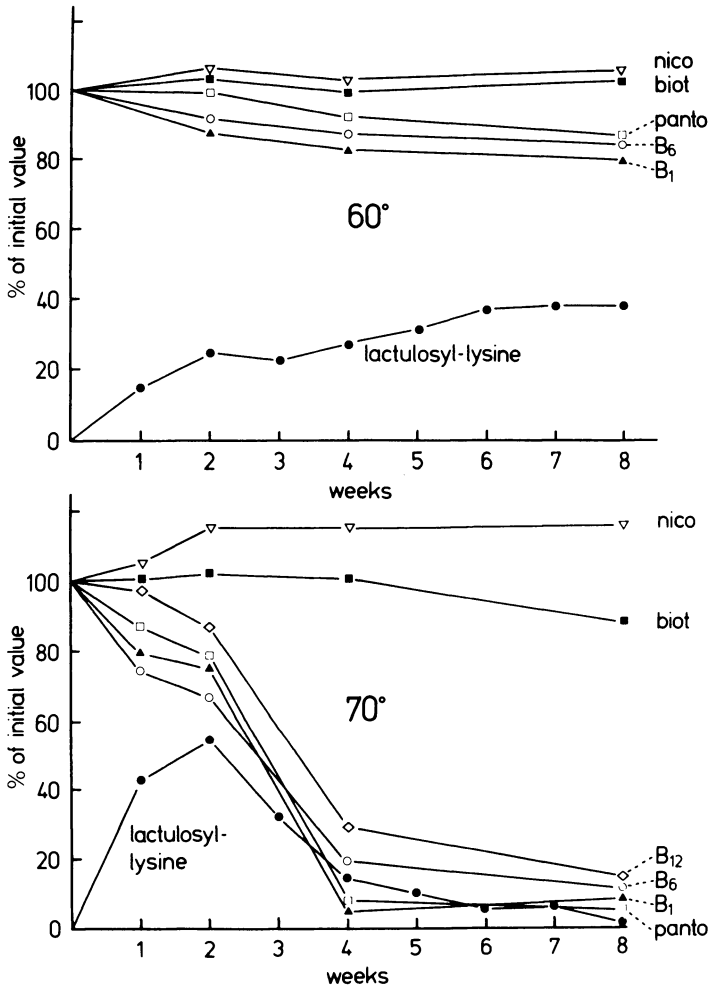 % of initial value
100
80
60
40
20
0
nico
biot
panto
B6
B1
60°
lactulosyl-lysine
1 2 3 4 5 6 7 8
weeks
% of initial value
100
80
60
40
20
0
nico
biot
70°
lactulosyl-
lysine
B12
B6
B1
panto
1 2 3 4 5 6 7 8
weeks